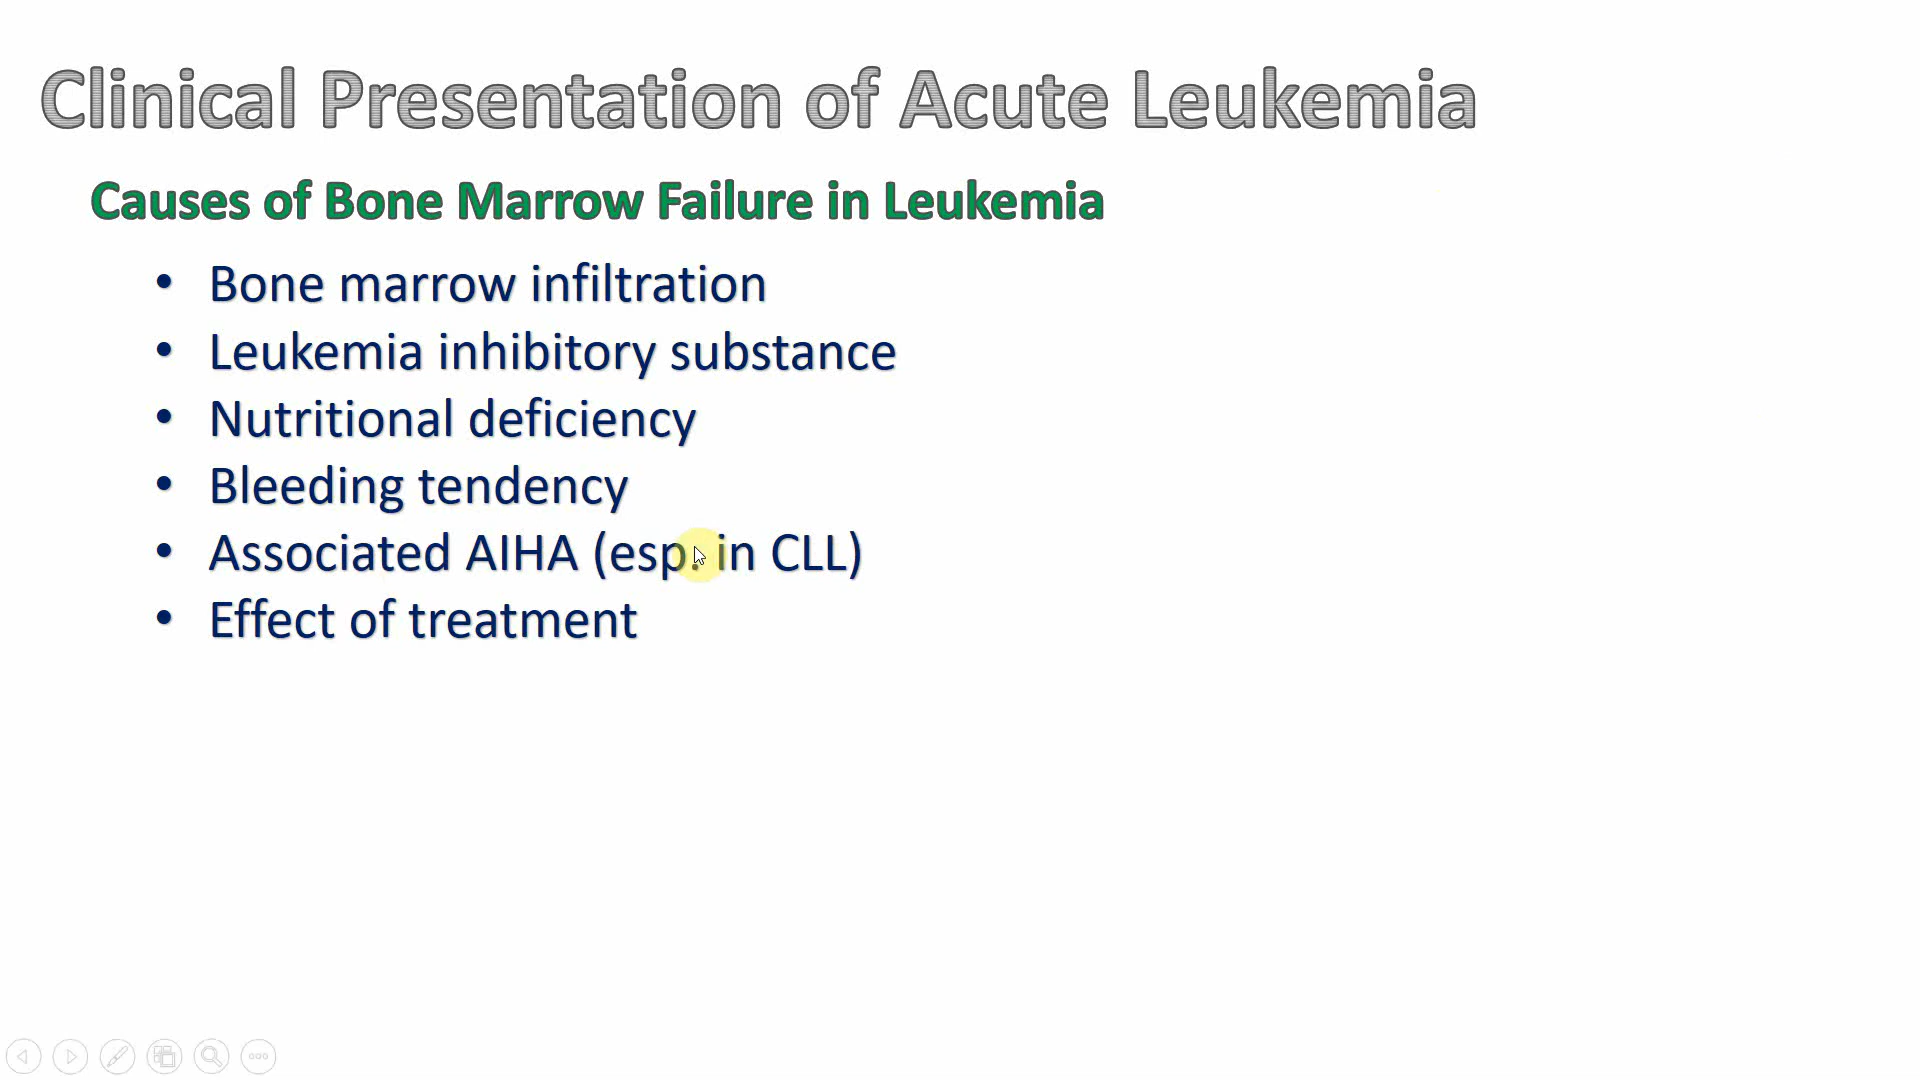 Clinical Presentation of Acute Leukemia
Causes of Bone Marrow Failure in Leukemia
• Bone marrow infiltration
• Leukemia inhibitory substance
• Nutritional deficiency
• Bleeding tendency
• Associated AIHA (esp. in CLL)
• Effect of treatment